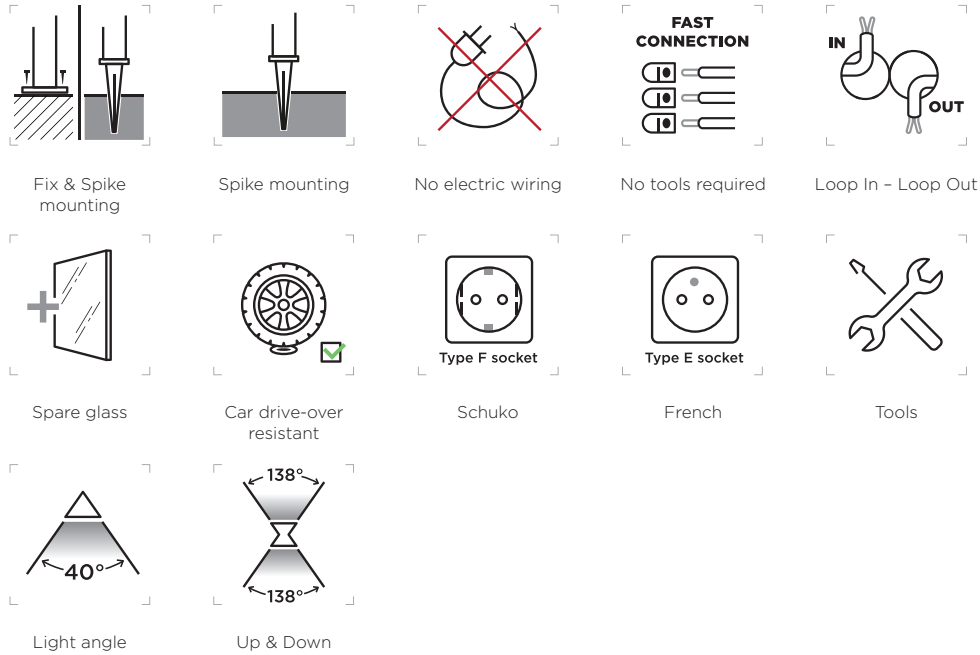 FAST
CONNECTION
IN
OUT
Fix & Spike
mounting
Spike mounting
No electric wiring
No tools required
Loop In – Loop Out
Type F socket
Type E socket
Spare glass
Car drive-over
resistant
Schuko
French
Tools
40°
138°
138°
Light angle
Up & Down